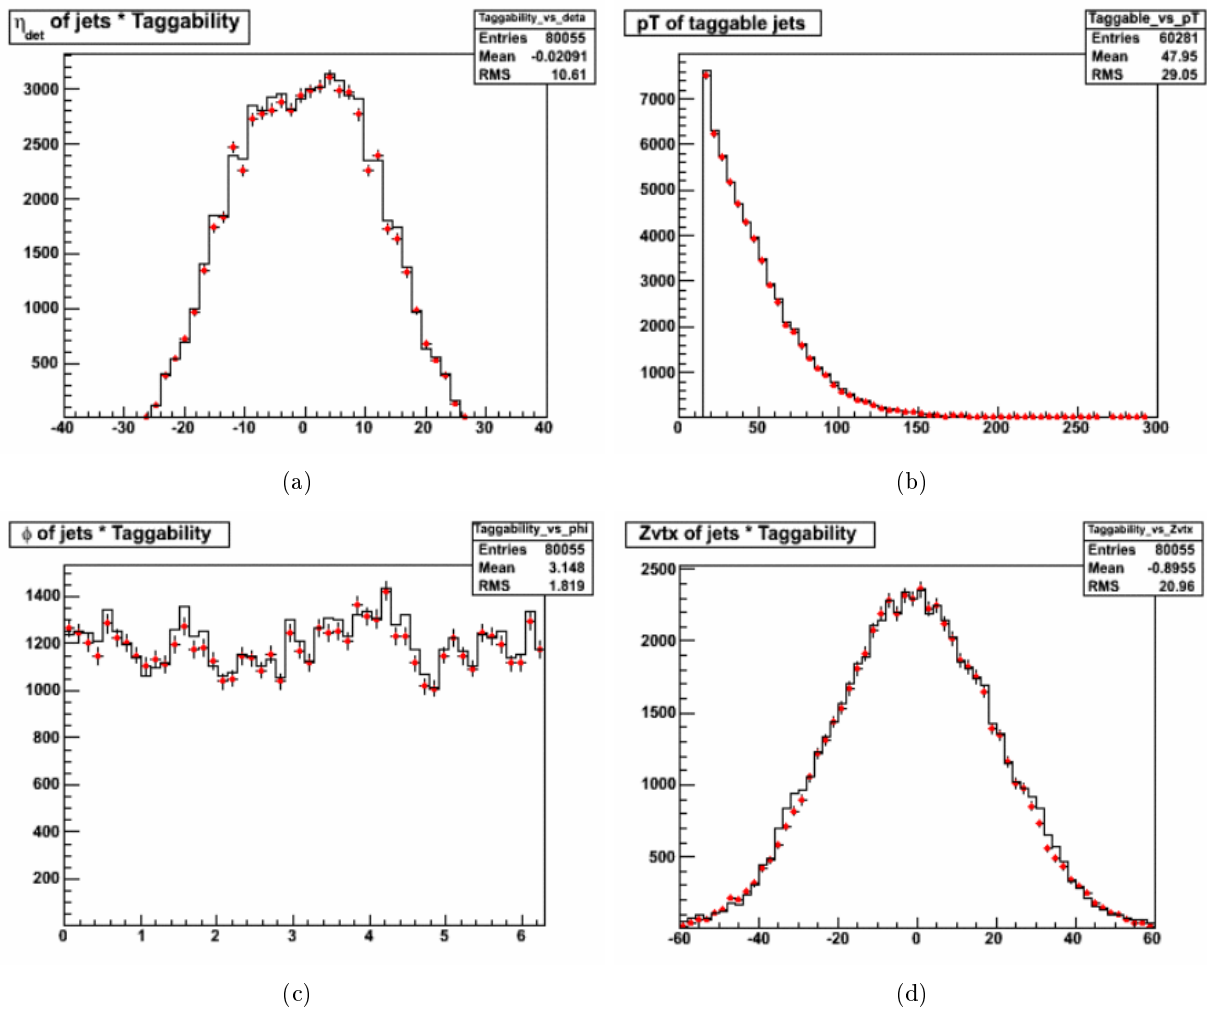 η_det of jets * Taggability
Taggability_vs_deta
Entries 80055
Mean -0.02091
RMS 10.61
3000
2500
2000
1500
1000
500
-40 -30 -20 -10 0 10 20 30 40
(a)
pT of taggable jets
Taggable_vs_pT
Entries 60281
Mean 47.95
RMS 29.05
7000
6000
5000
4000
3000
2000
1000
0 50 100 150 200 250 300
(b)
ϕ of jets * Taggability
Taggability_vs_phi
Entries 80055
Mean 3.148
RMS 1.819
1400
1200
1000
800
600
400
200
0 1 2 3 4 5 6
(c)
Zvtx of jets * Taggability
Taggability_vs_Zvtx
Entries 80055
Mean -0.8955
RMS 20.96
2500
2000
1500
1000
500
-60 -40 -20 0 20 40 60
(d)